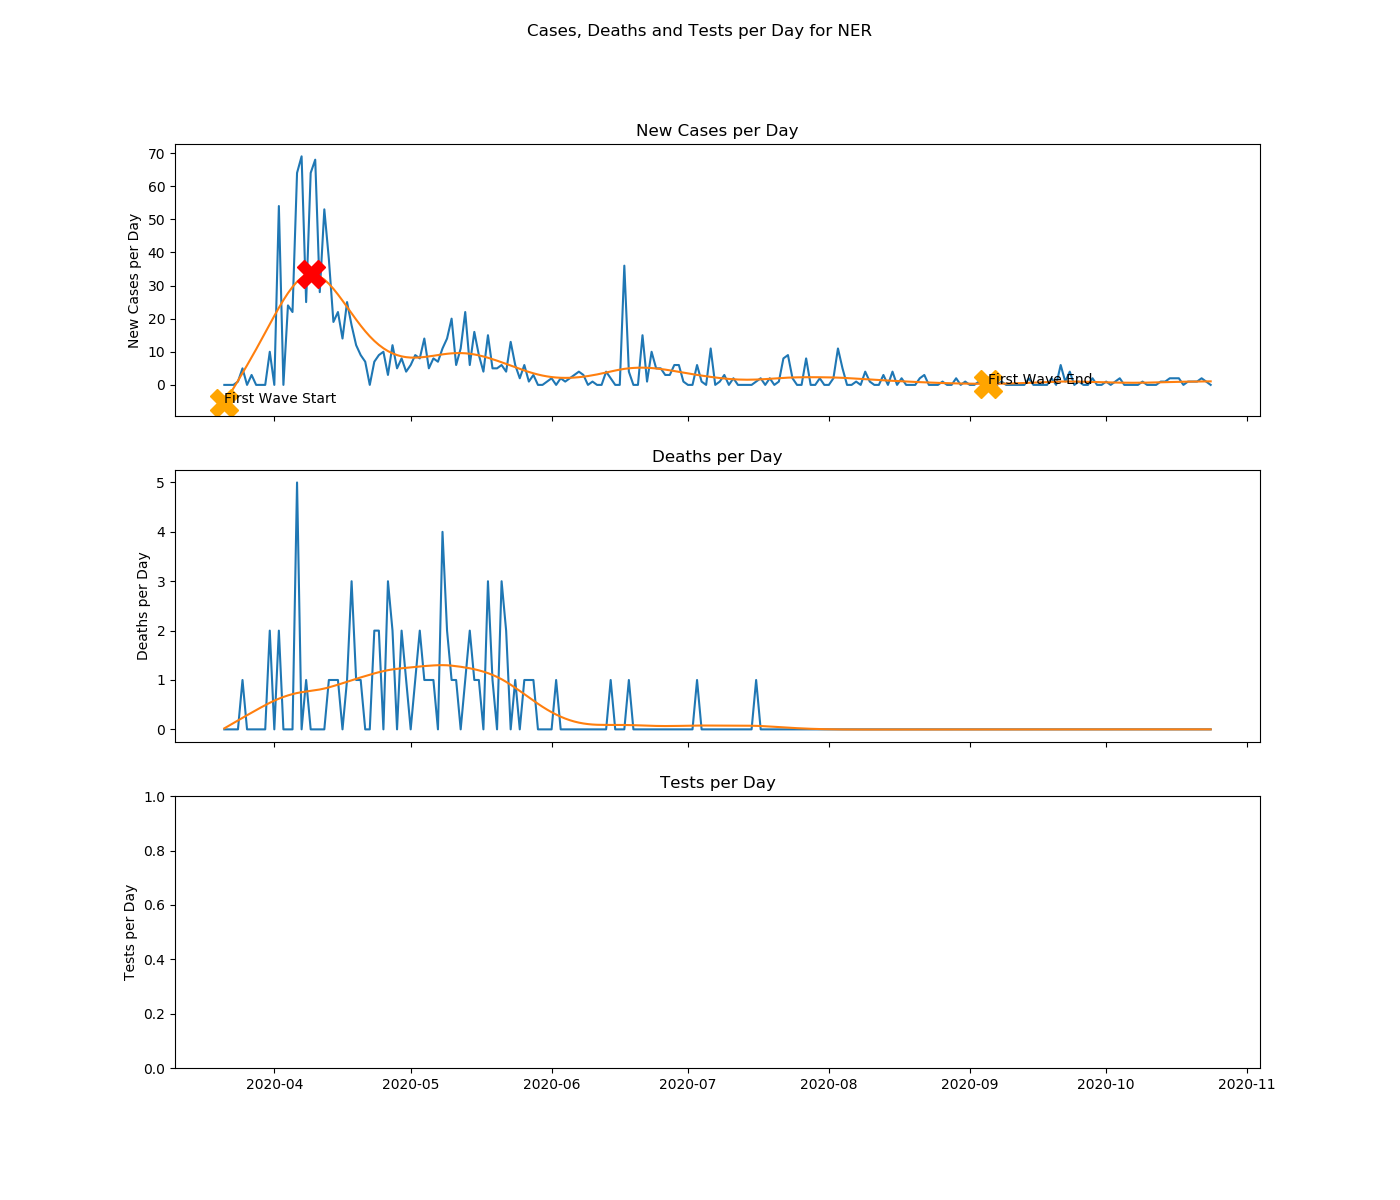 Cases, Deaths and Tests per Day for NER
New Cases per Day
New Cases per Day
70
60
50
40
30
20
10
0
First Wave Start
First Wave End
Deaths per Day
Deaths per Day
5
4
3
2
1
0
Tests per Day
Tests per Day
1.0
0.8
0.6
0.4
0.2
0.0
2020-04 2020-05 2020-06 2020-07 2020-08 2020-09 2020-10 2020-11